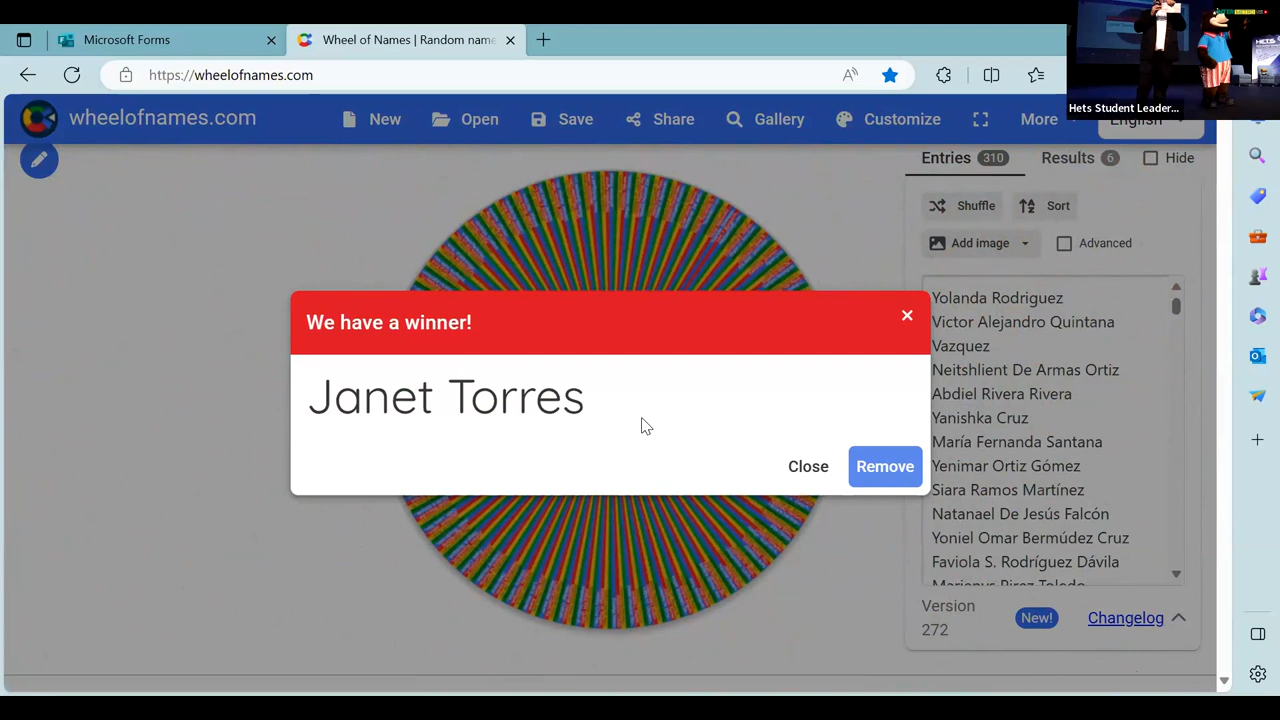 Microsoft Forms
Wheel of Names | Random name
https://wheelofnames.com
Hets Student Leader...
wheelofnames.com
New
Open
Save
Share
Gallery
Customize
More
English
Entries 310
Results 6
Hide
Shuffle
Sort
Add image
Advanced
We have a winner!
Janet Torres
Close
Remove
Yolanda Rodriguez
Victor Alejandro Quintana
Vazquez
Neitshlient De Armas Ortiz
Abdiel Rivera Rivera
Yanishka Cruz
María Fernanda Santana
Yenimar Ortiz Gómez
Siara Ramos Martínez
Natanael De Jesús Falcón
Yoniel Omar Bermúdez Cruz
Faviola S. Rodríguez Dávila
Version
272
New!
Changelog